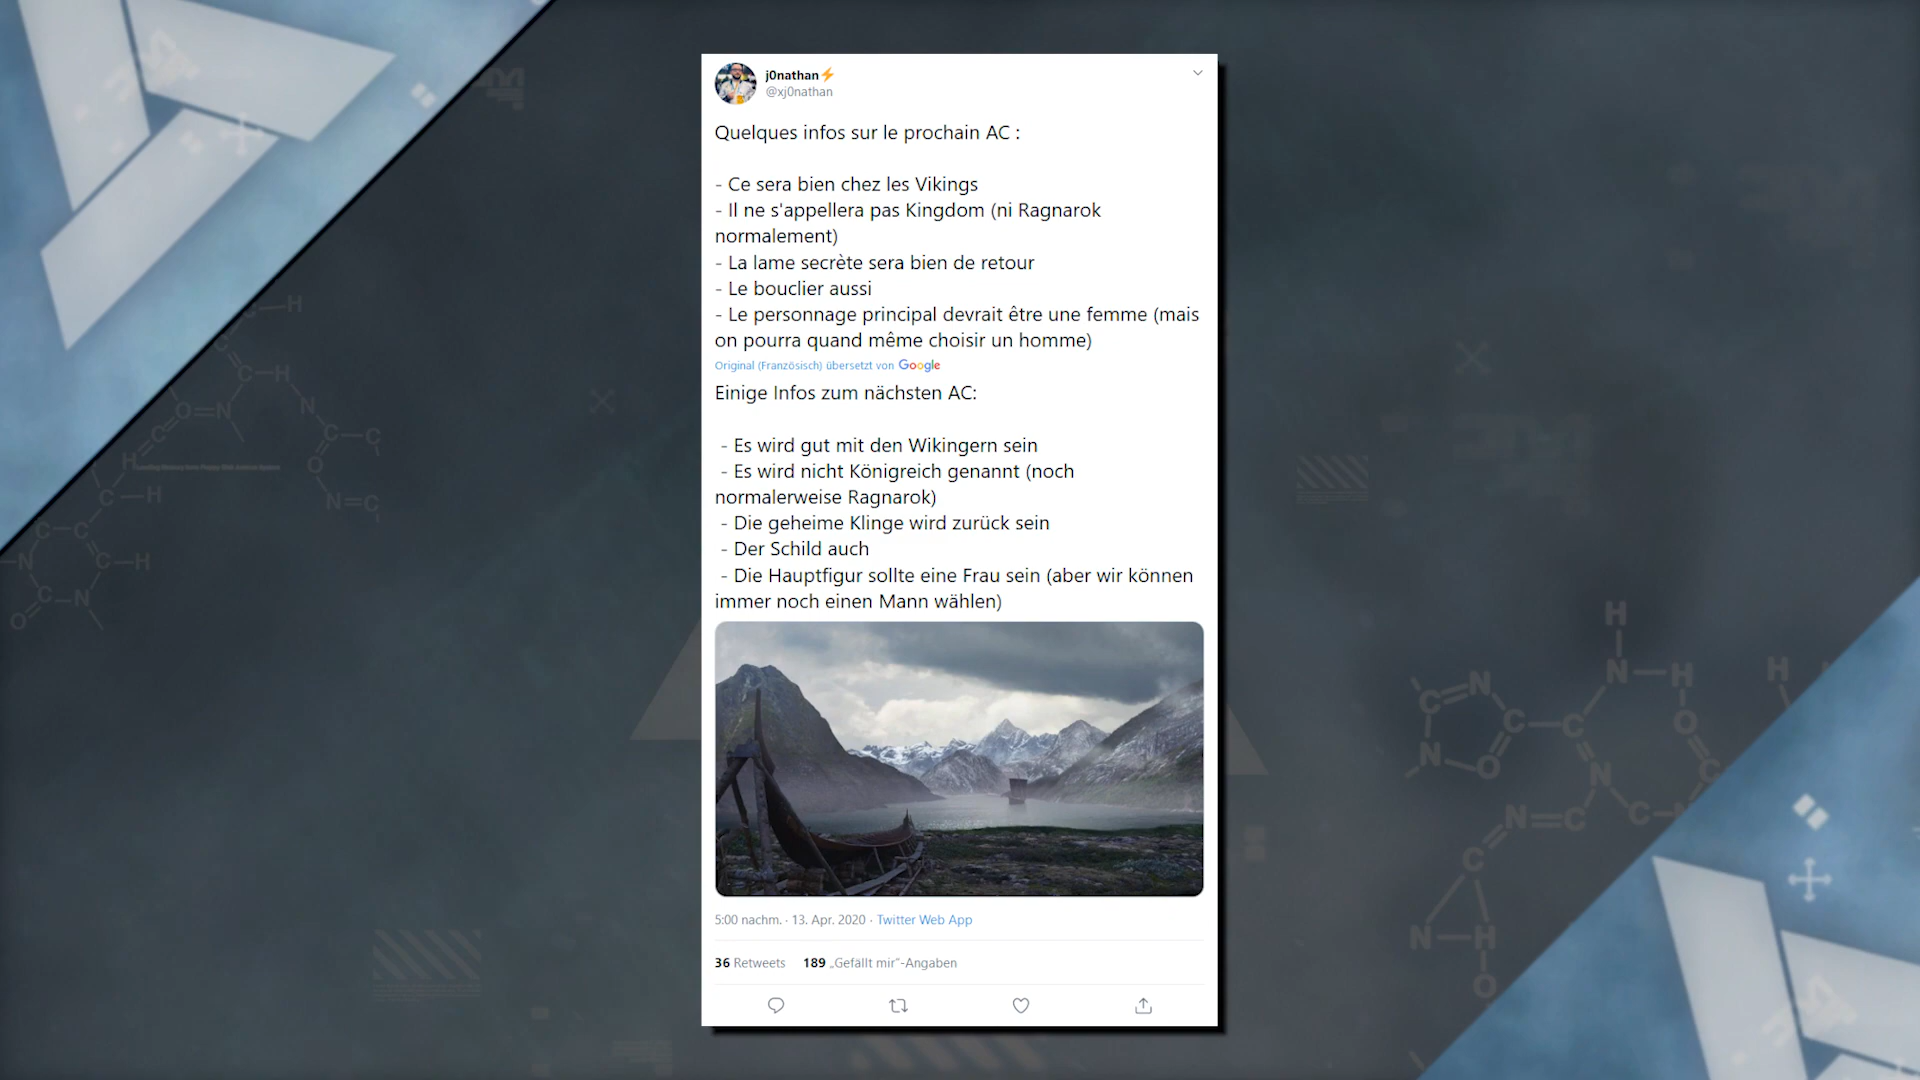 j0nathan⚡
@xj0nathan
Quelques infos sur le prochain AC :
- Ce sera bien chez les Vikings
- Il ne s'appellera pas Kingdom (ni Ragnarok
normalement)
- La lame secrète sera bien de retour
- Le bouclier aussi
- Le personnage principal devrait être une femme (mais
on pourra quand même choisir un homme)
Original (Französisch) übersetzt von Google
Einige Infos zum nächsten AC:
- Es wird gut mit den Wikingern sein
- Es wird nicht Königreich genannt (noch
normalerweise Ragnarok)
- Die geheime Klinge wird zurück sein
- Der Schild auch
- Die Hauptfigur sollte eine Frau sein (aber wir können
immer noch einen Mann wählen)
5:00 nachm. · 13. Apr. 2020 · Twitter Web App
36 Retweets 189 „Gefällt mir“-Angaben